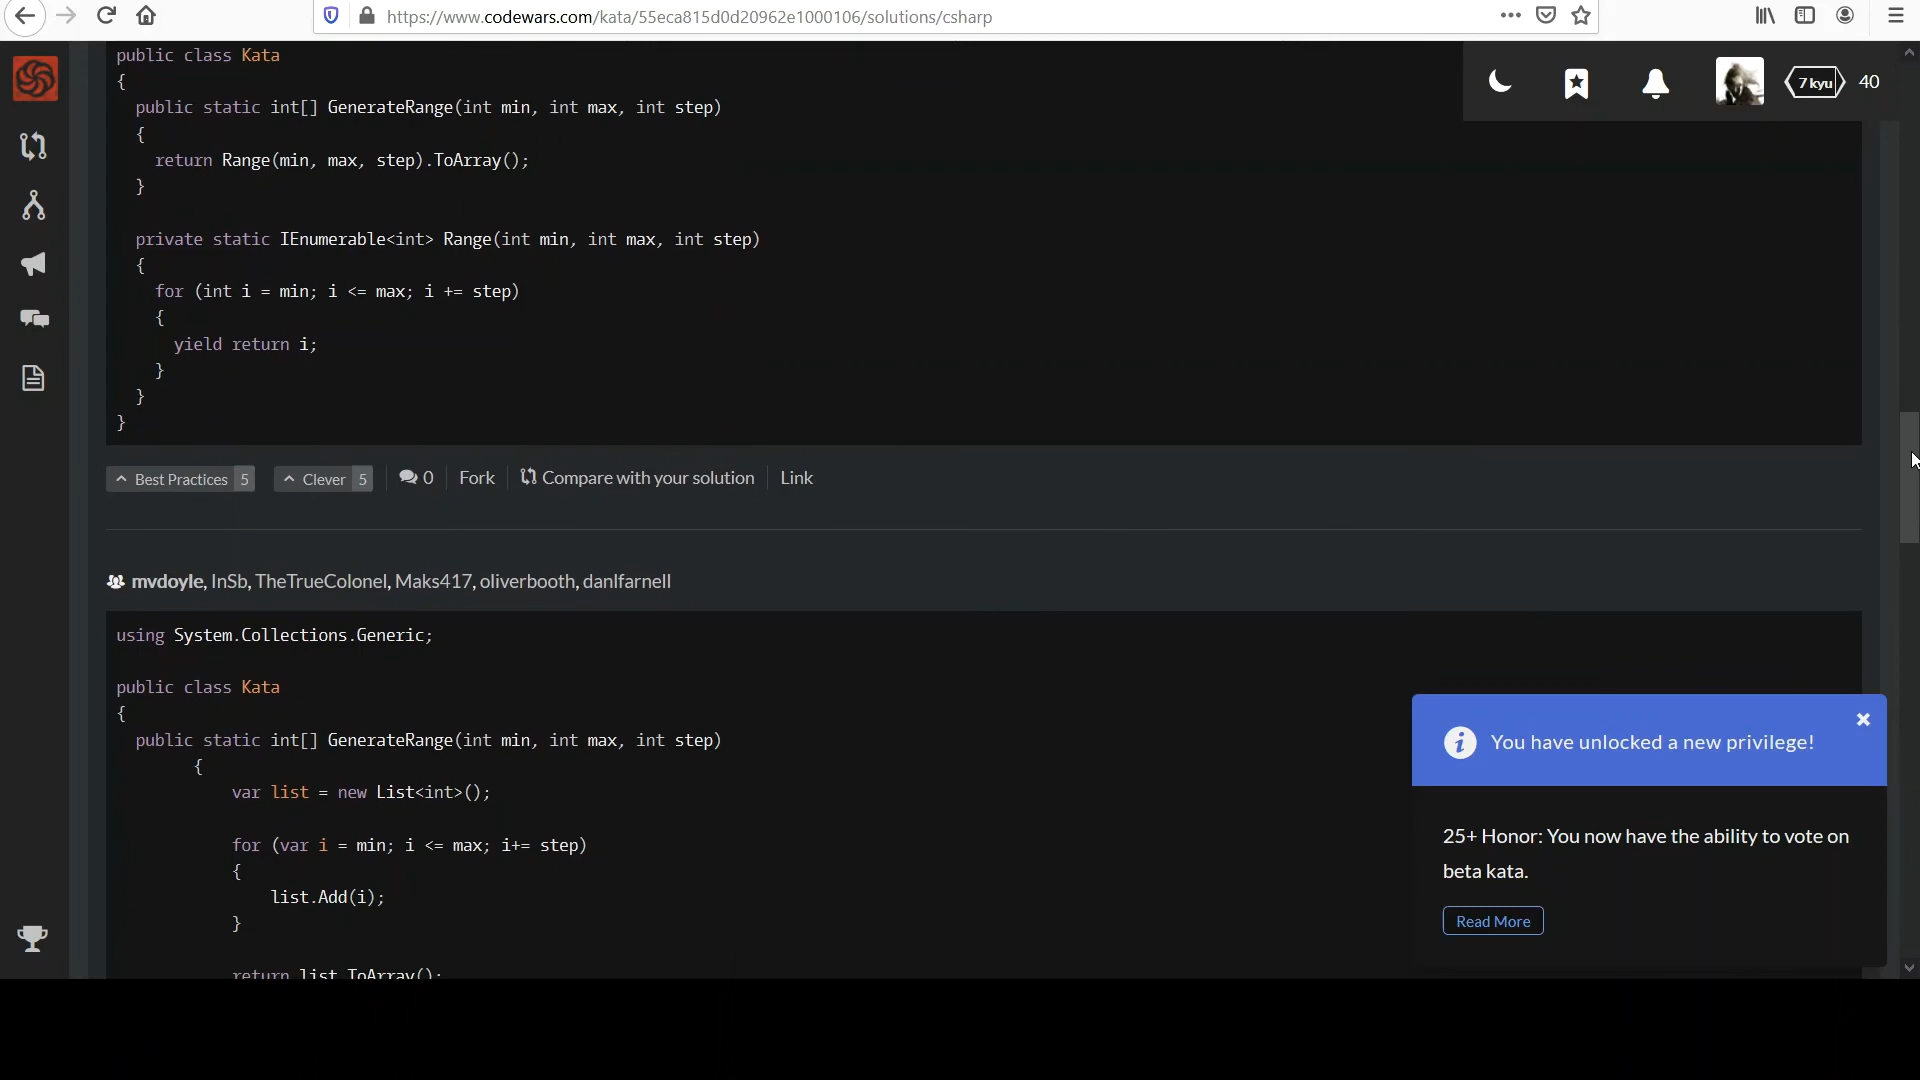 https://www.codewars.com/kata/55eca815d0d20962e1000106/solutions/csharp
7 kyu 40
public class Kata
{
public static int[] GenerateRange(int min, int max, int step)
{
return Range(min, max, step).ToArray();
}
private static IEnumerable<int> Range(int min, int max, int step)
{
for (int i = min; i <= max; i += step)
{
yield return i;
}
}
}
Best Practices 5 Clever 5 0 Fork Compare with your solution Link
mvdoyle, InSb, TheTrueColonel, Maks417, oliverbooth, danlfarnell
using System.Collections.Generic;
public class Kata
{
public static int[] GenerateRange(int min, int max, int step)
{
var list = new List<int>();
for (var i = min; i <= max; i+= step)
{
list.Add(i);
}
return list.ToArray();
You have unlocked a new privilege!
25+ Honor: You now have the ability to vote on
beta kata.
Read More